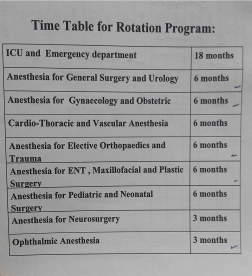 Time Table for Rotation Program:
ICU and Emergency department 18 months
Anesthesia for General Surgery and Urology 6 months
Anesthesia for Gynaecology and Obstetric 6 months
Cardio-Thoracic and Vascular Anesthesia 6 months
Anesthesia for Elective Orthopaedics and 6 months
Trauma
Anesthesia for ENT , Maxillofacial and Plastic 6 months
Surgery
Anesthesia for Pediatric and Neonatal 6 months
Surgery
Anesthesia for Neurosurgery 3 months
Ophthalmic Anesthesia 3 months